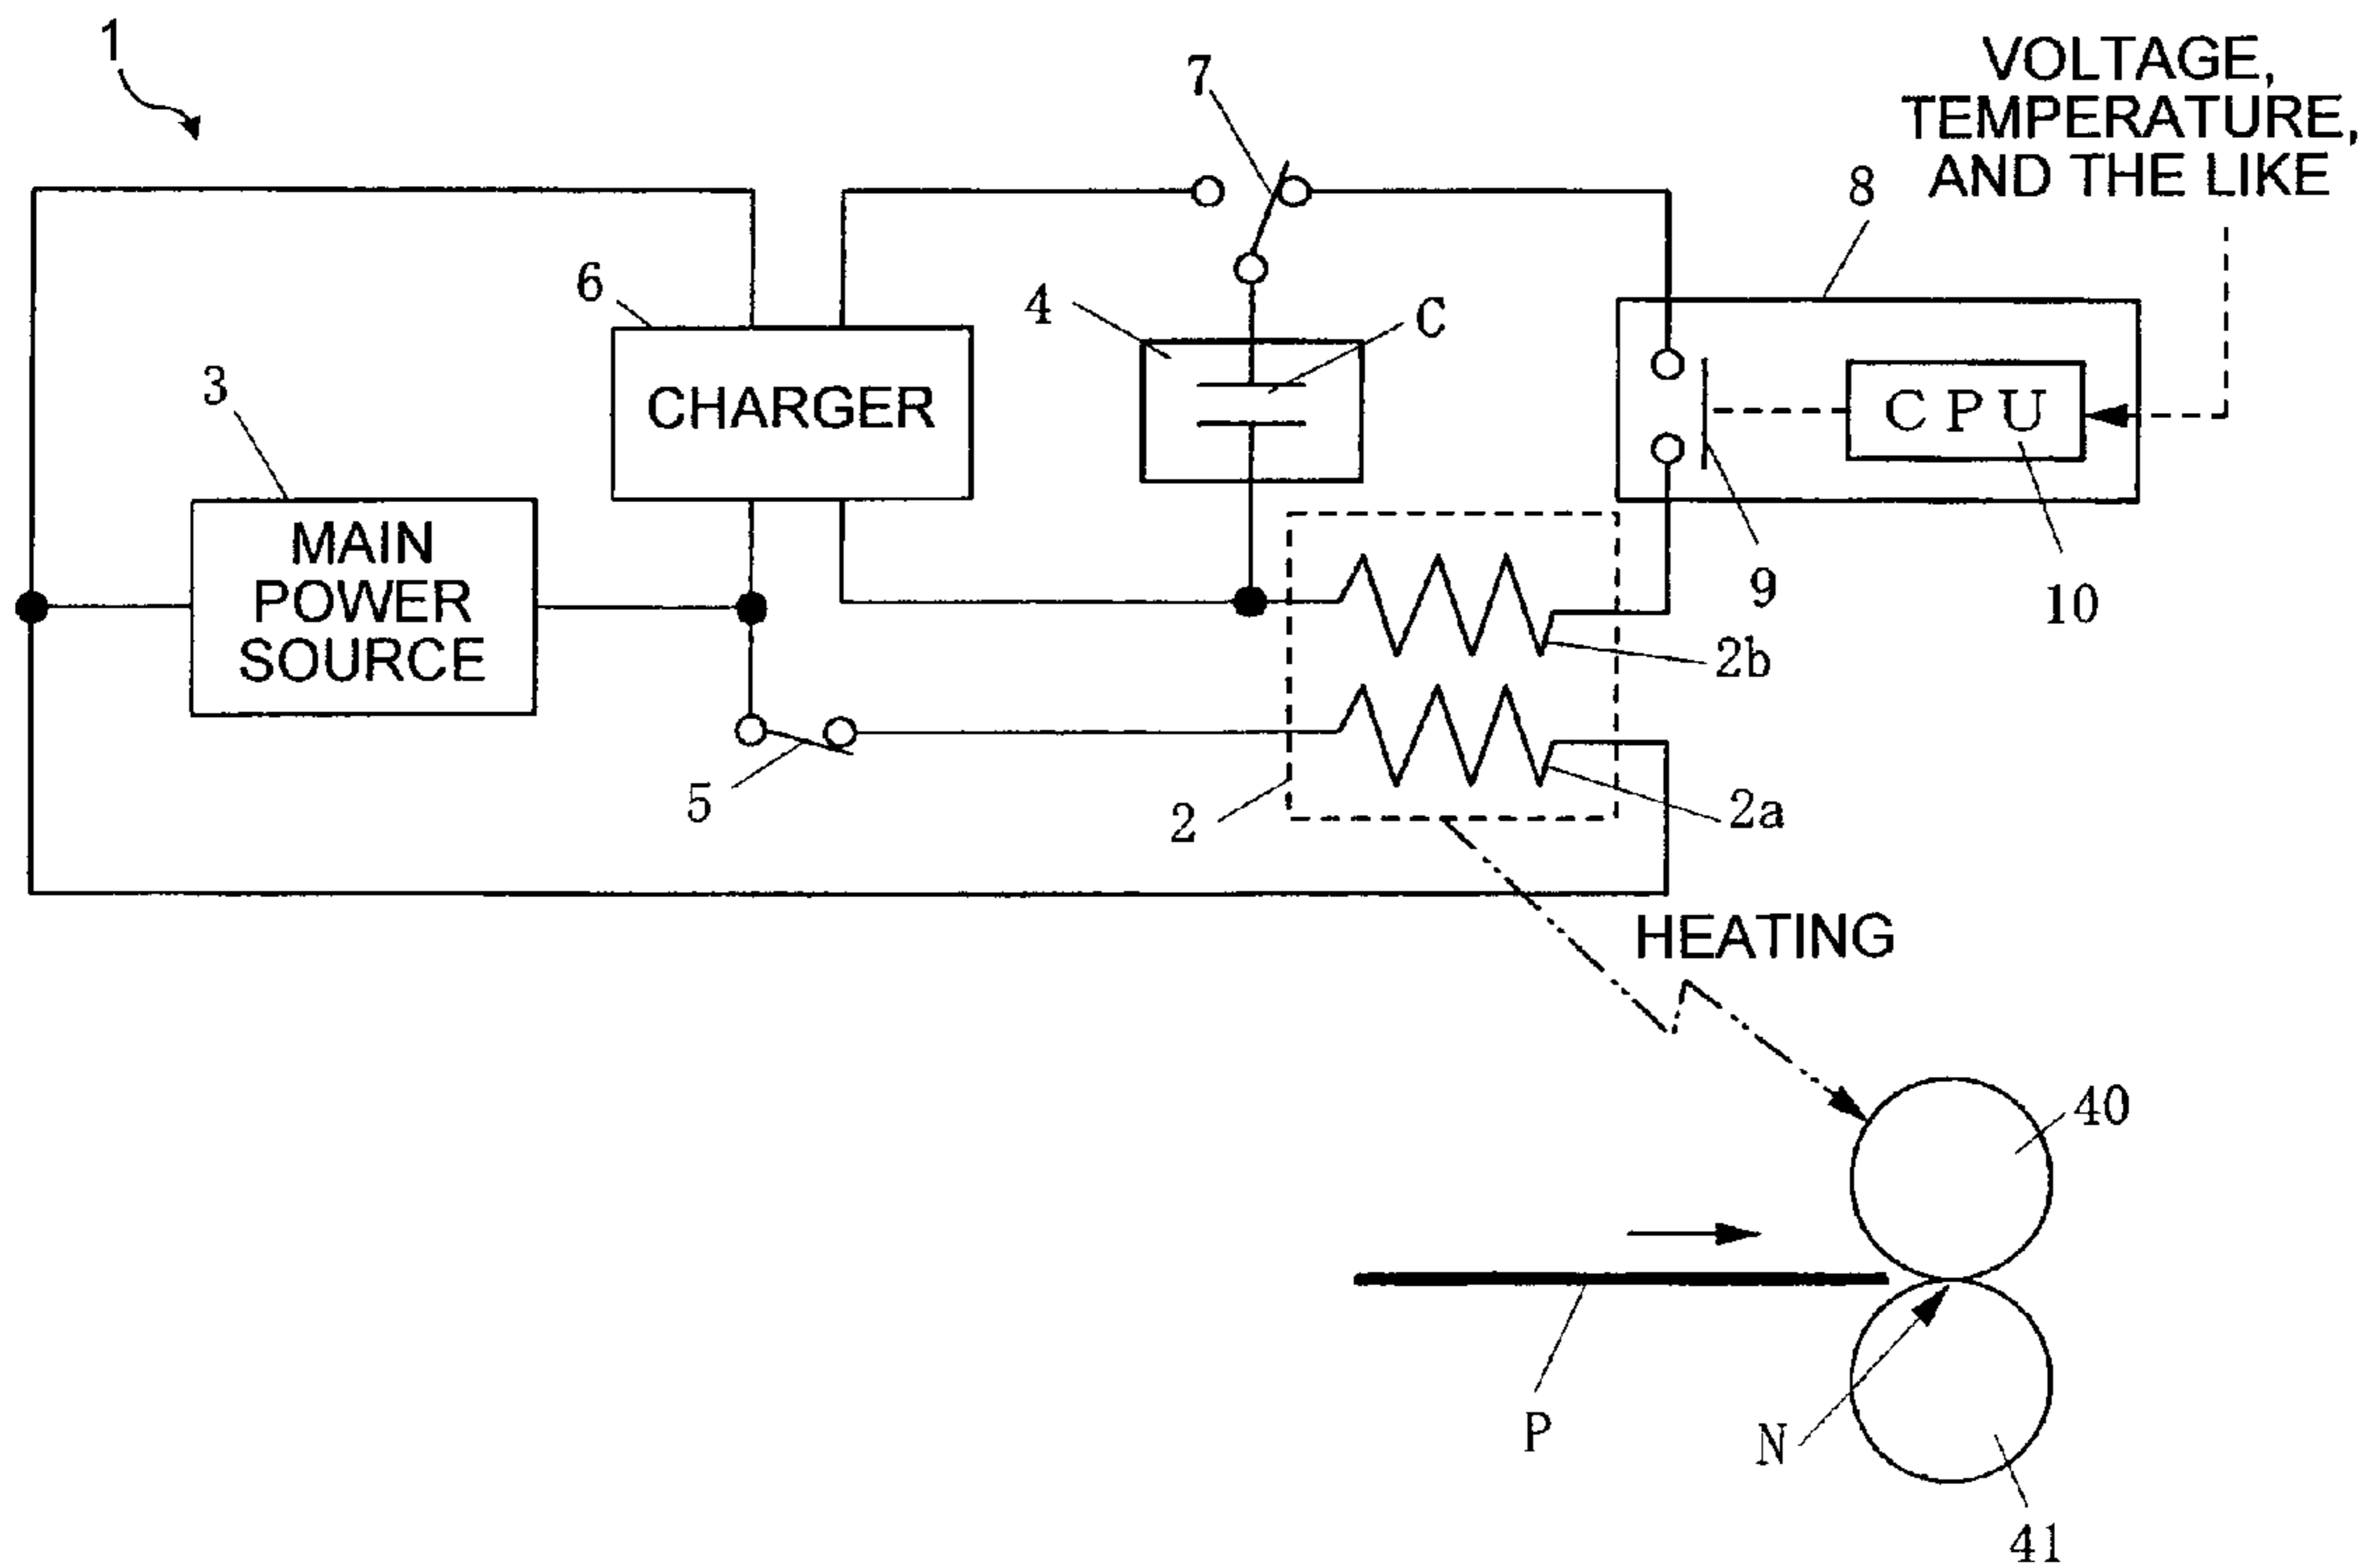 1
7
VOLTAGE,
TEMPERATURE,
AND THE LIKE
8
6
4
C
3
CHARGER
CPU
MAIN
POWER
SOURCE
9
10
2b
5
2
2a
HEATING
40
P
N
41